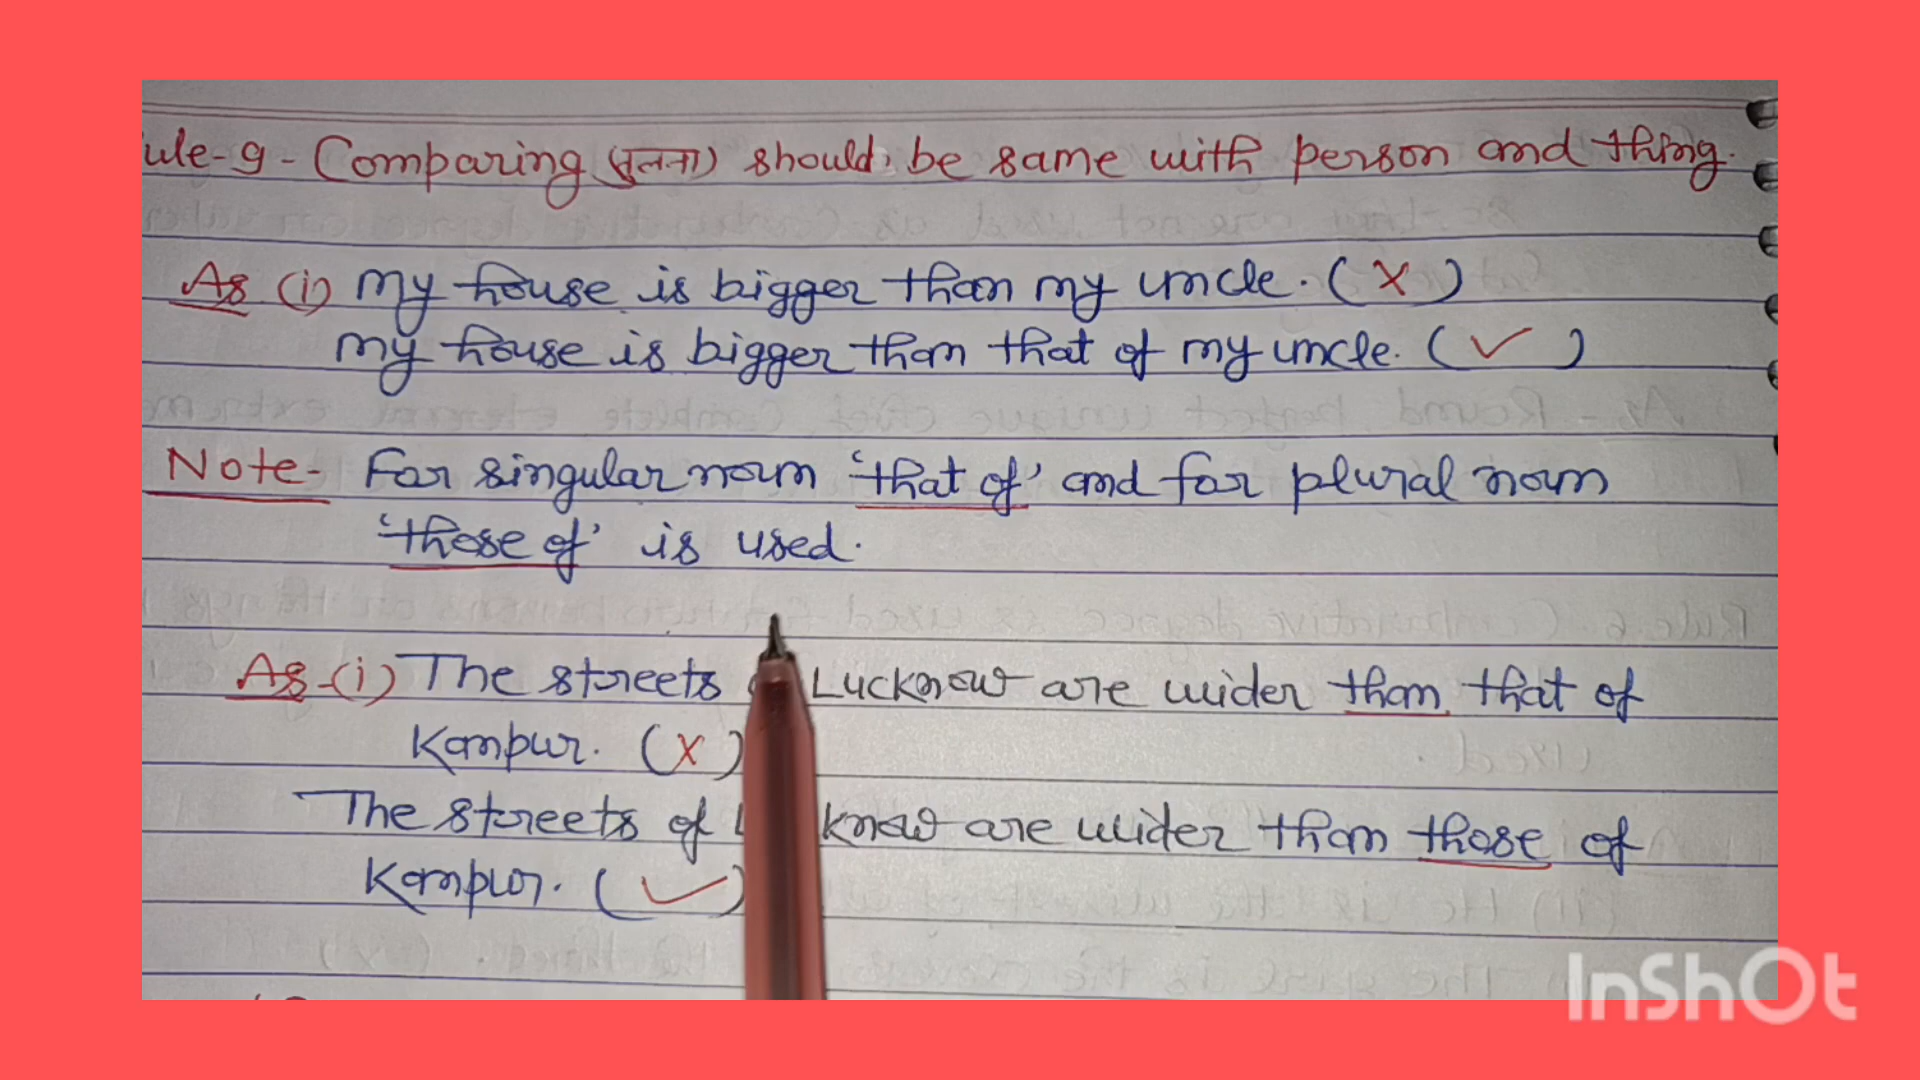 ule-9- Comparing (तुलना) should be same with person and thing.
As (i) My house is bigger than my uncle. (X)
My house is bigger than that of my uncle. (✓)
Note- For singular noun 'that of' and for plural noun
'those of' is used.
As-(i) The streets Lucknow are wider than that of
Kanpur. (X)
The streets of L know are wider than those of
Kanpur. (✓)
InShOt